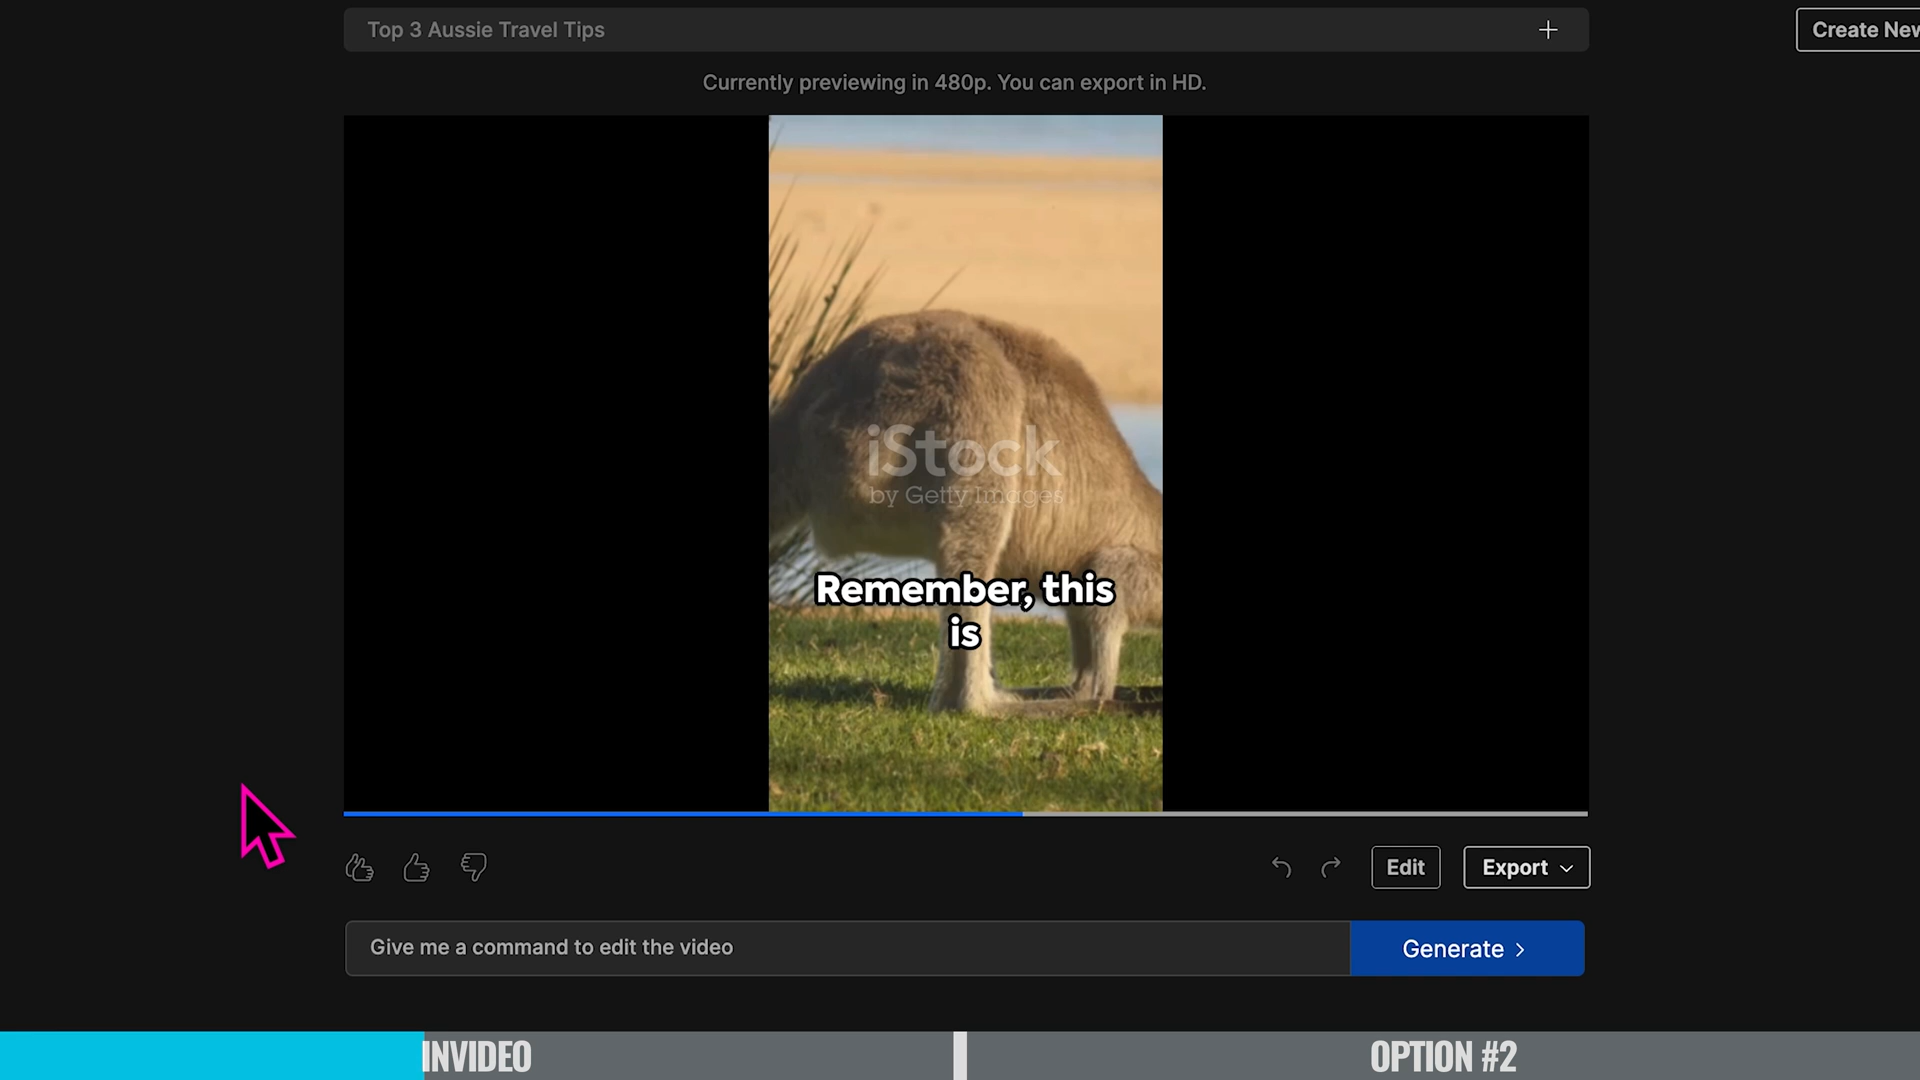 Top 3 Aussie Travel Tips
Create New
Currently previewing in 480p. You can export in HD.
iStock
by Getty Images
Remember, this
is
Edit
Export
Give me a command to edit the video
Generate
INVIDEO
OPTION #2